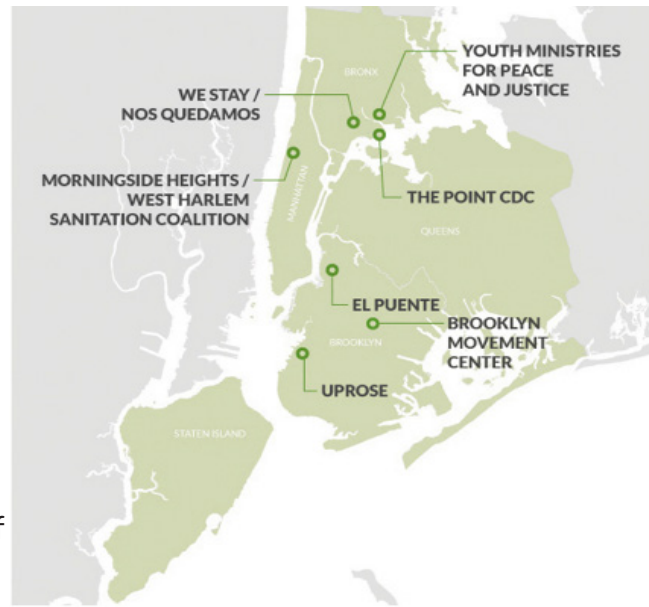 BRONX
YOUTH MINISTRIES
FOR PEACE
AND JUSTICE
WE STAY /
NOS QUEDAMOS
MORNINGSIDE HEIGHTS /
WEST HARLEM
SANITATION COALITION
MANHATTAN
THE POINT CDC
QUEENS
EL PUENTE
BROOKLYN
MOVEMENT
CENTER
BROOKLYN
UPROSE
STATEN ISLAND